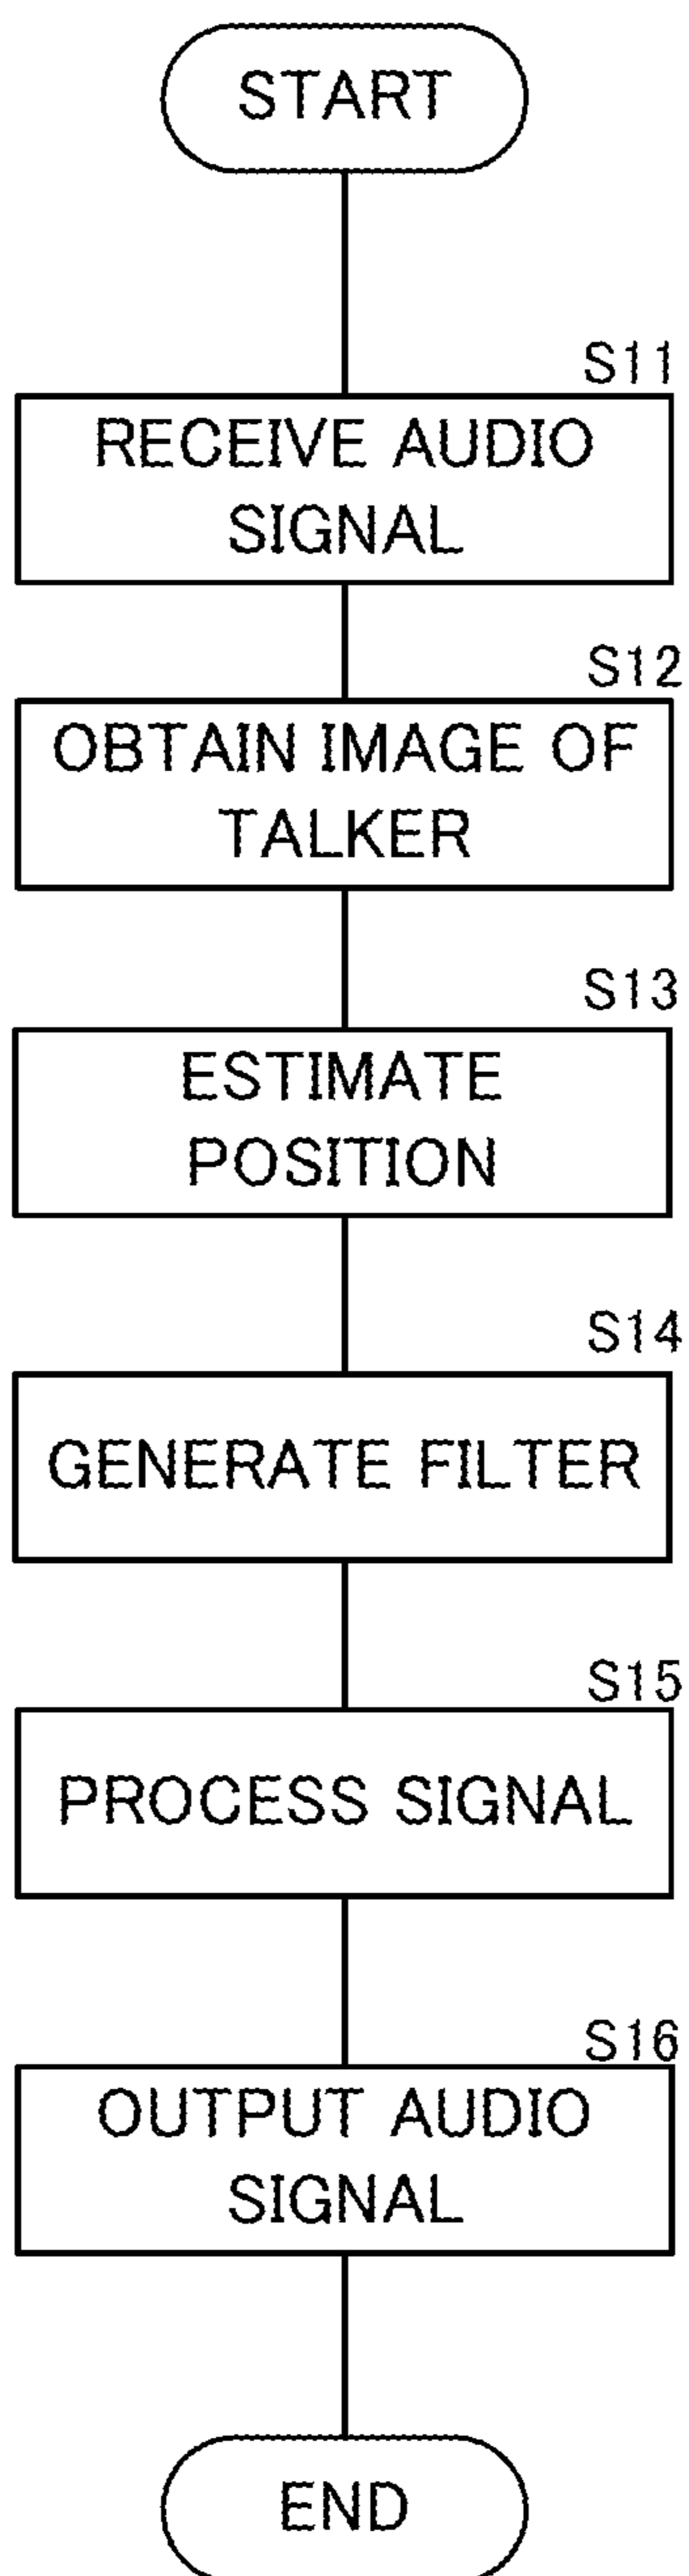 START
S11
RECEIVE AUDIO
SIGNAL
S12
OBTAIN IMAGE OF
TALKER
S13
ESTIMATE
POSITION
S14
GENERATE FILTER
S15
PROCESS SIGNAL
S16
OUTPUT AUDIO
SIGNAL
END